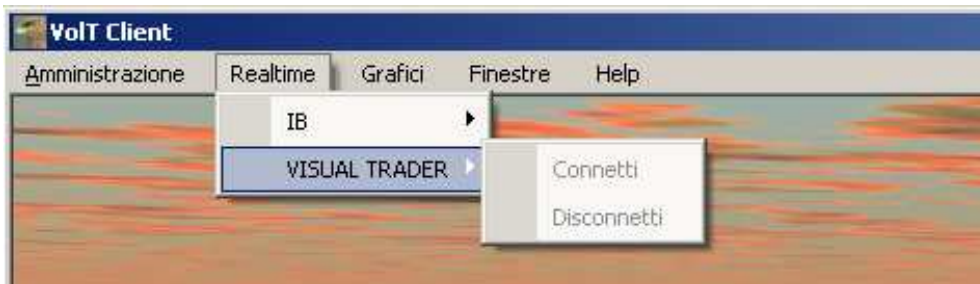 VolT Client
Amministrazione Realtime Grafici Finestre Help
IB
VISUAL TRADER
Connetti
Disconnetti